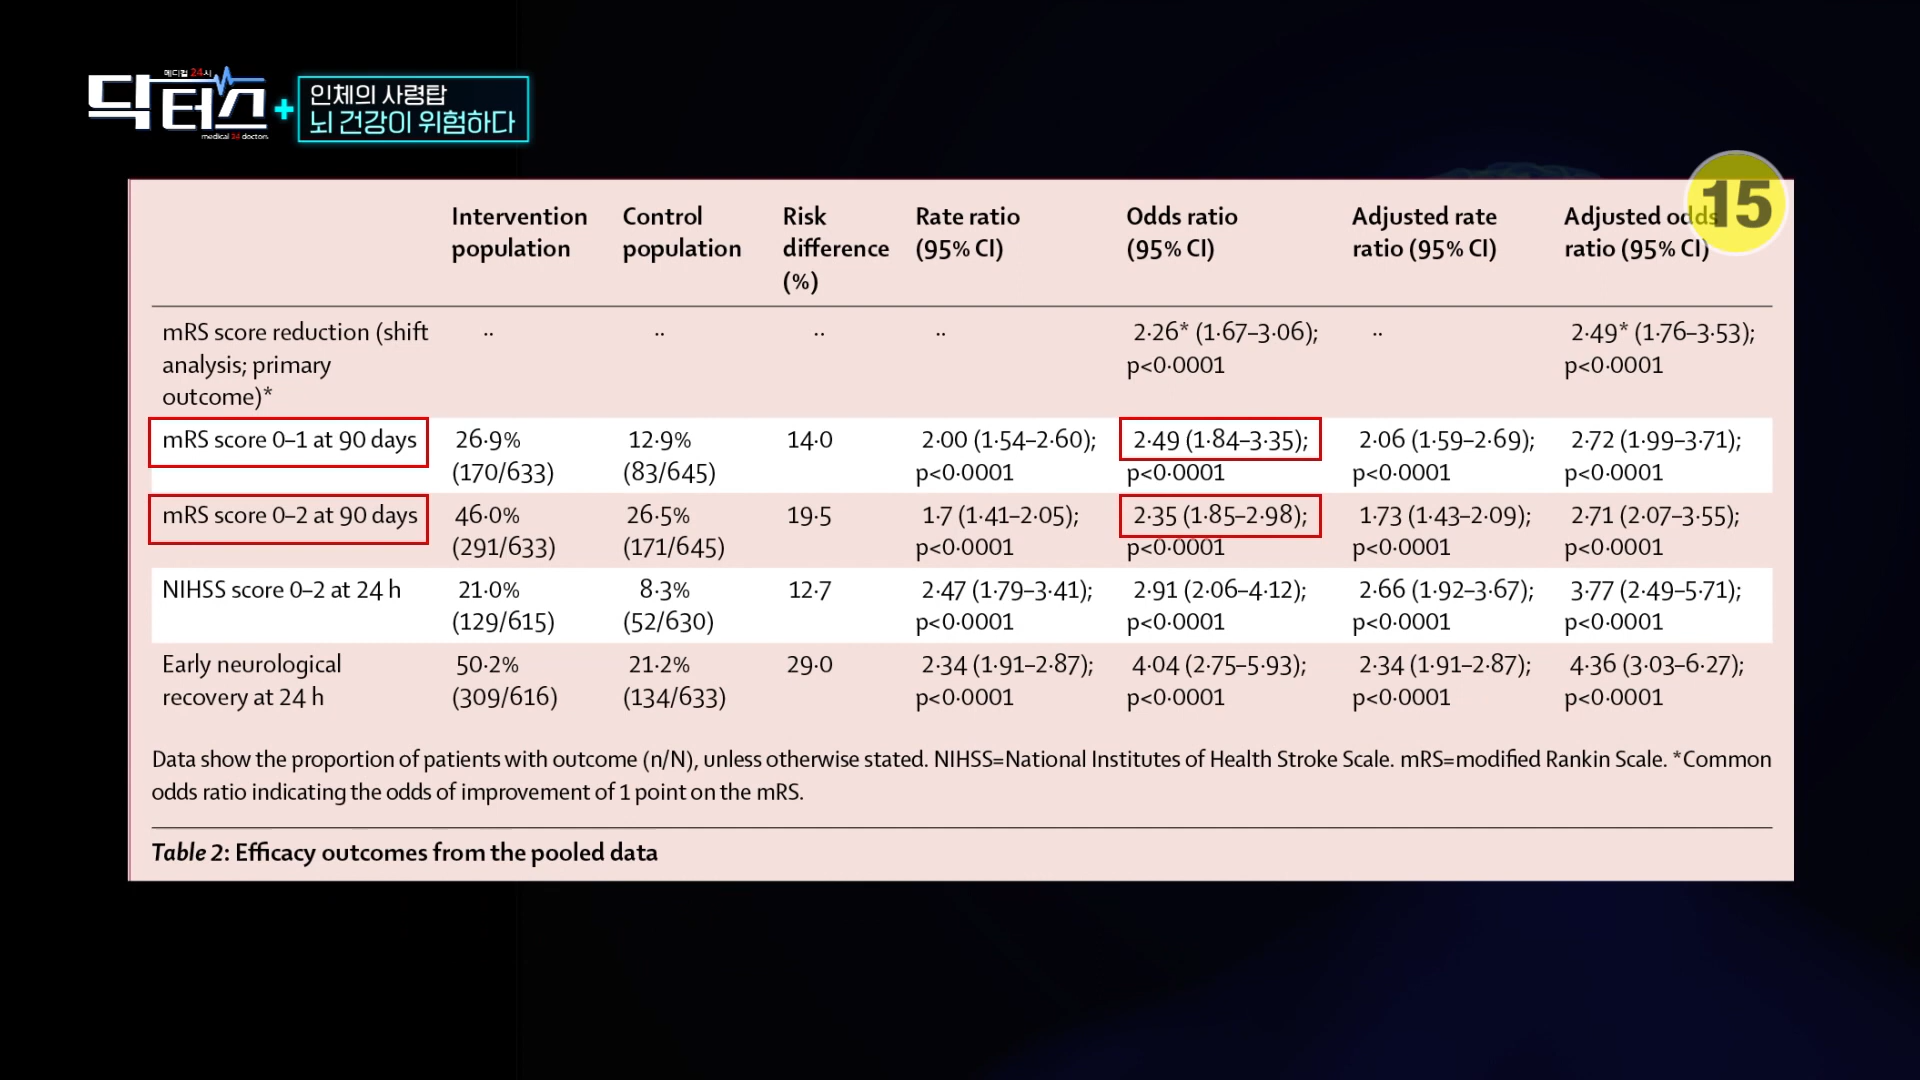 메디컬 24시
닥터스
medical 24 doctors
+
인체의 사령탑
뇌 건강이 위험하다
15
Intervention population
Control population
Risk difference (%)
Rate ratio (95% CI)
Odds ratio (95% CI)
Adjusted rate ratio (95% CI)
Adjusted odds ratio (95% CI)
mRS score reduction (shift analysis; primary outcome)*
··
··
··
··
2·26* (1·67–3·06); p<0·0001
··
2·49* (1·76–3·53); p<0·0001
mRS score 0–1 at 90 days
26·9% (170/633)
12·9% (83/645)
14·0
2·00 (1·54–2·60); p<0·0001
2·49 (1·84–3·35); p<0·0001
2·06 (1·59–2·69); p<0·0001
2·72 (1·99–3·71); p<0·0001
mRS score 0–2 at 90 days
46·0% (291/633)
26·5% (171/645)
19·5
1·7 (1·41–2·05); p<0·0001
2·35 (1·85–2·98); p<0·0001
1·73 (1·43–2·09); p<0·0001
2·71 (2·07–3·55); p<0·0001
NIHSS score 0–2 at 24 h
21·0% (129/615)
8·3% (52/630)
12·7
2·47 (1·79–3·41); p<0·0001
2·91 (2·06–4·12); p<0·0001
2·66 (1·92–3·67); p<0·0001
3·77 (2·49–5·71); p<0·0001
Early neurological recovery at 24 h
50·2% (309/616)
21·2% (134/633)
29·0
2·34 (1·91–2·87); p<0·0001
4·04 (2·75–5·93); p<0·0001
2·34 (1·91–2·87); p<0·0001
4·36 (3·03–6·27); p<0·0001
Data show the proportion of patients with outcome (n/N), unless otherwise stated. NIHSS=National Institutes of Health Stroke Scale. mRS=modified Rankin Scale. *Common
odds ratio indicating the odds of improvement of 1 point on the mRS.
Table 2: Efficacy outcomes from the pooled data